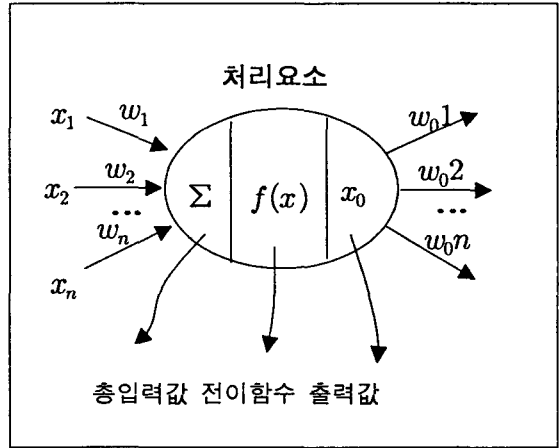 처리요소
x₁ w₁ w₀1
x₂ w₂ Σ f(x) x₀ w₀2
... ...
xₙ wₙ w₀n
총입력값 전이함수 출력값